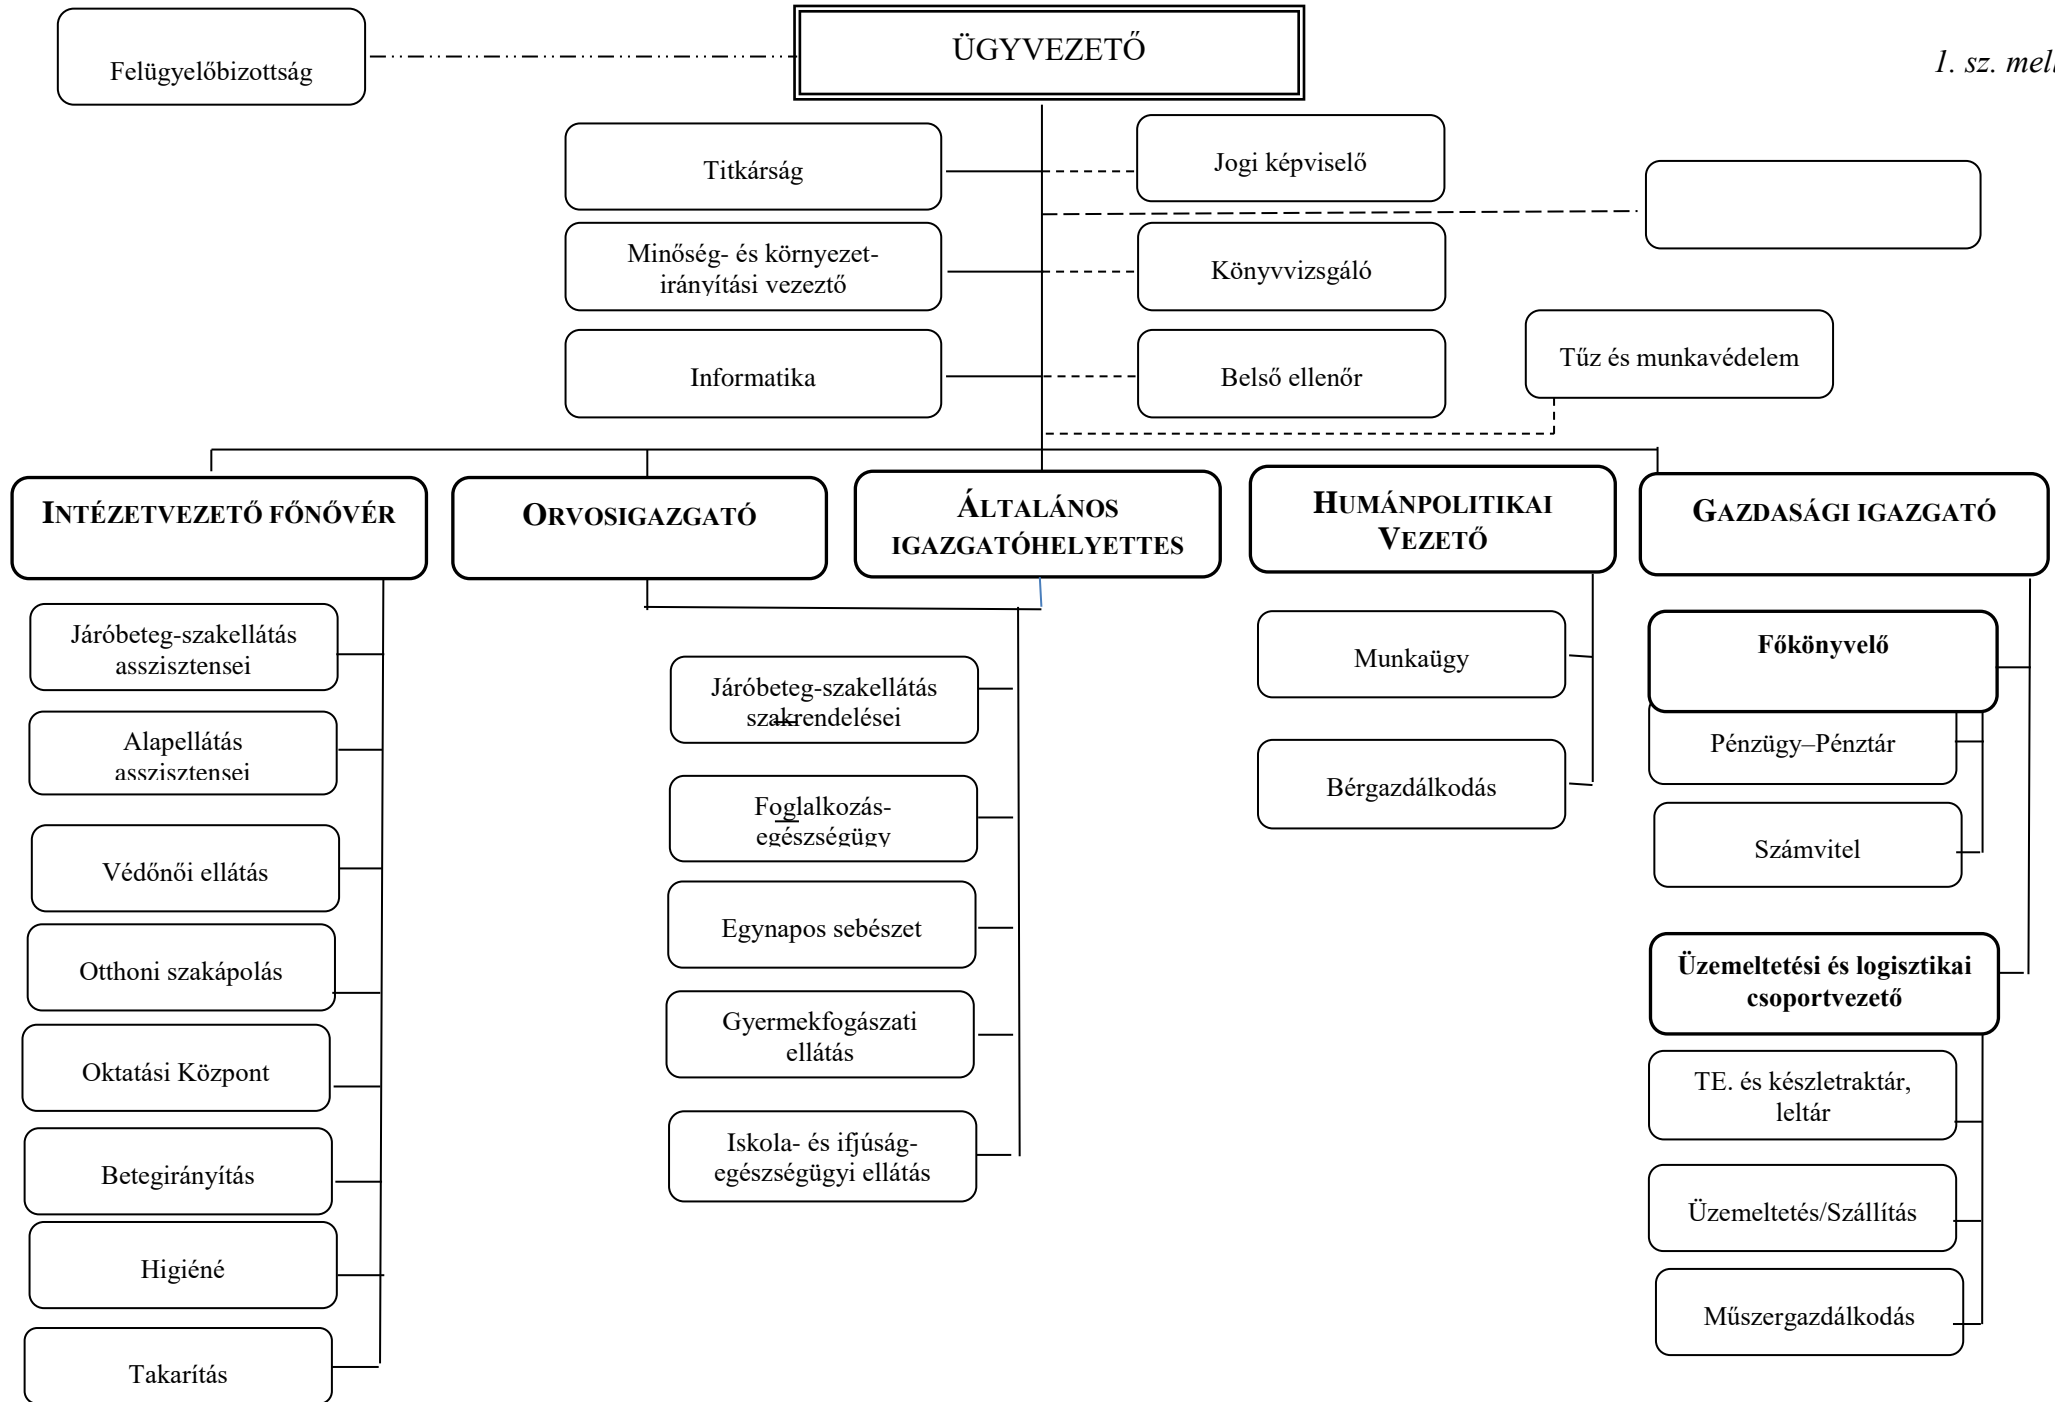 Felügyelőbizottság
ÜGYVEZETŐ
1. sz. mell
Titkárság
Jogi képviselő
Minőség- és környezet-
irányítási vezeztő
Könyvvizsgáló
Informatika
Belső ellenőr
Tűz és munkavédelem
INTÉZETVEZETŐ FŐNŐVÉR
ORVOSIGAZGATÓ
ÁLTALÁNOS
IGAZGATÓHELYETTES
HUMÁNPOLITIKAI
VEZETŐ
GAZDASÁGI IGAZGATÓ
Járóbeteg-szakellátás
asszisztensei
Alapellátás
asszisztensei
Védőnői ellátás
Otthoni szakápolás
Oktatási Központ
Betegirányítás
Higiéné
Takarítás
Járóbeteg-szakellátás
szakrendelései
Foglalkozás-
egészségügy
Egynapos sebészet
Gyermekfogászati
ellátás
Iskola- és ifjúság-
egészségügyi ellátás
Munkaügy
Bérgazdálkodás
Főkönyvelő
Pénzügy–Pénztár
Számvitel
Üzemeltetési és logisztikai
csoportvezető
TE. és készletraktár,
leltár
Üzemeltetés/Szállítás
Műszergazdálkodás